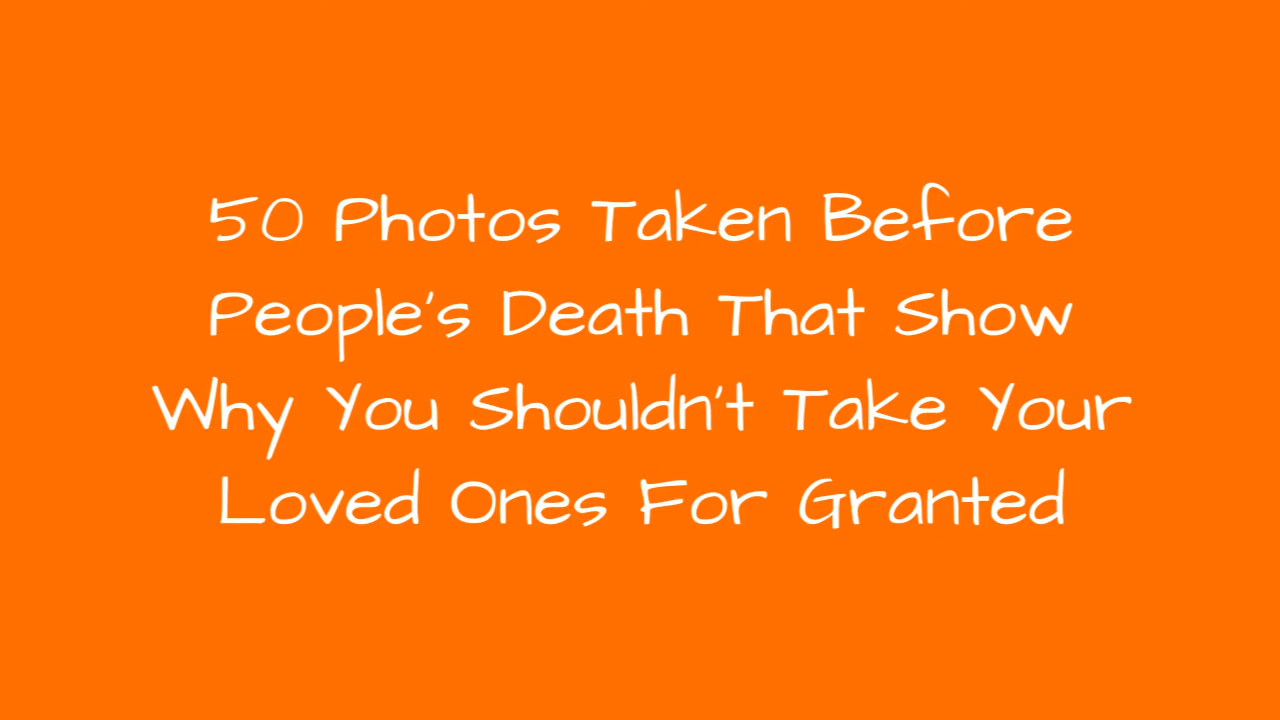 50 Photos Taken Before
People's Death That Show
Why You Shouldn't Take Your
Loved Ones For Granted